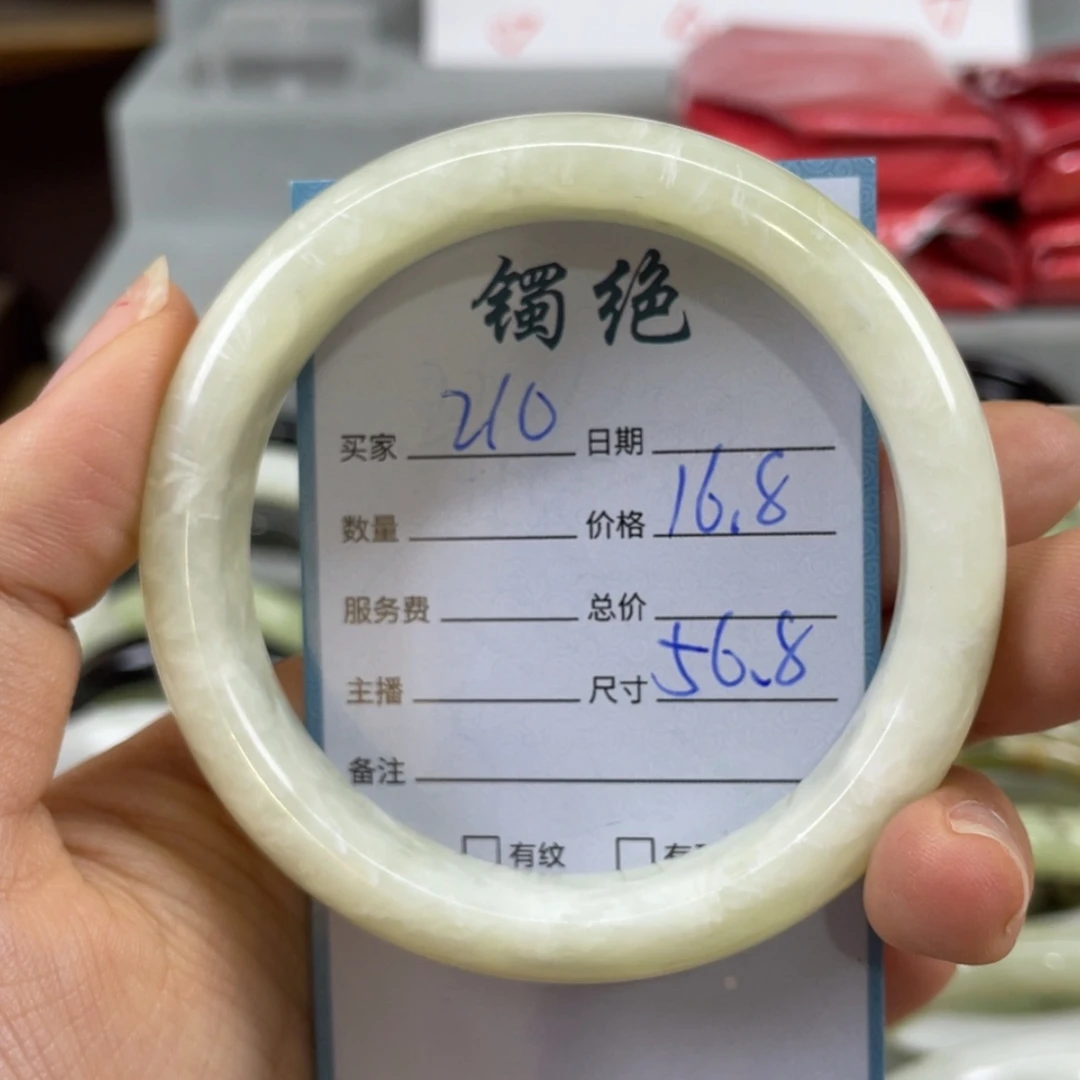 镯绝
买家 210 日期
数量 价格 16.8
服务费 总价
主播 尺寸 56.8
备注
□有纹 □有